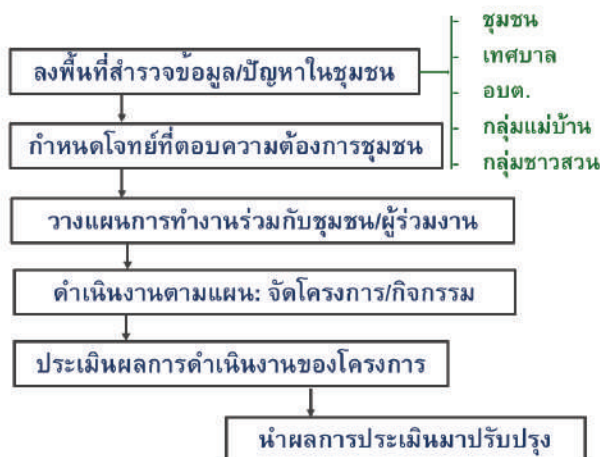 ลงพื้นที่สำรวจข้อมูล/ปัญหาในชุมชน
- ชุมชน
- เทศบาล
- อบต.
- กลุ่มแม่บ้าน
- กลุ่มชาวสวน
กำหนดโจทย์ที่ตอบความต้องการชุมชน
วางแผนการทำงานร่วมกับชุมชน/ผู้ร่วมงาน
ดำเนินงานตามแผน: จัดโครงการ/กิจกรรม
ประเมินผลการดำเนินงานของโครงการ
นำผลการประเมินมาปรับปรุง